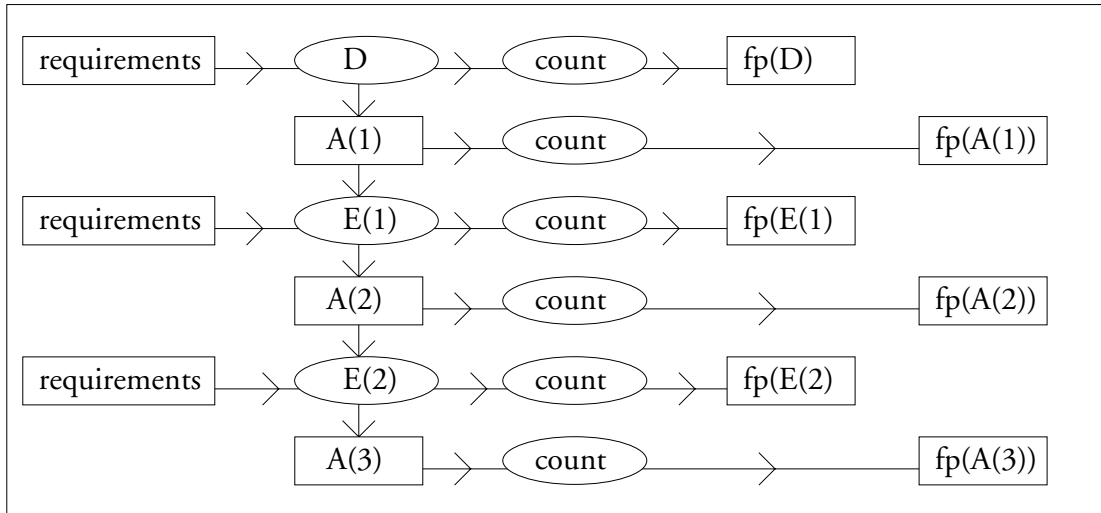 requirements D count fp(D)
A(1) count fp(A(1))
requirements E(1) count fp(E(1
A(2) count fp(A(2))
requirements E(2) count fp(E(2
A(3) count fp(A(3))